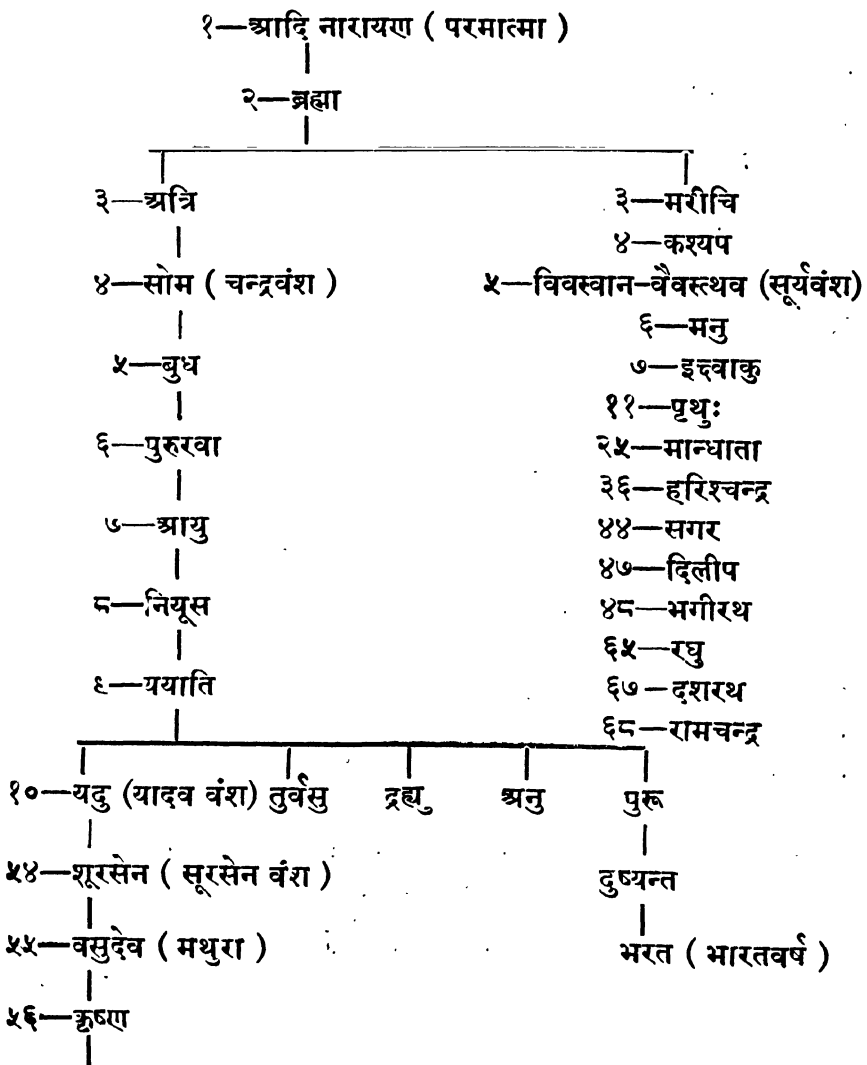 १—आदि नारायण ( परमात्मा )
२—ब्रह्मा
३—अत्रि
३—मरीचि
४—कश्यप
४—सोम ( चन्द्रवंश )
५—विवस्वान-वैवस्त्थव (सूर्यवंश)
६—मनु
५—बुध
७—इक्ष्वाकु
११—पृथुः
६—पुरुरवा
२५—मान्धाता
३६—हरिश्चन्द्र
७—आयु
४४—सगर
४७—दिलीप
८—नियूस
४८—भगीरथ
६५—रघु
९—ययाति
६७—दशरथ
६८—रामचन्द्र
१०—यदु (यादव वंश) तुर्वसु द्रह्यु अनु पुरू
५४—शूरसेन ( सूरसेन वंश ) दुष्यन्त
५५—वसुदेव ( मथुरा ) भरत ( भारतवर्ष )
५६—कृष्ण